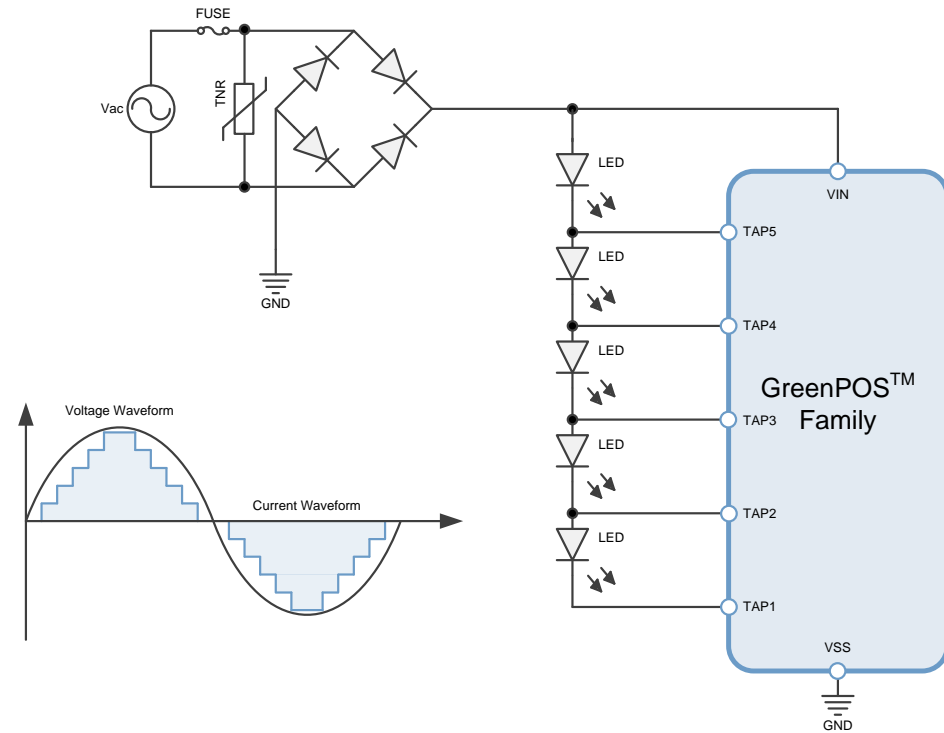 FUSE
Vac
TNR
GND
LED
VIN
TAP5
LED
TAP4
LED
TAP3
LED
TAP2
LED
TAP1
GreenPOS™
Family
VSS
GND
Voltage Waveform
Current Waveform